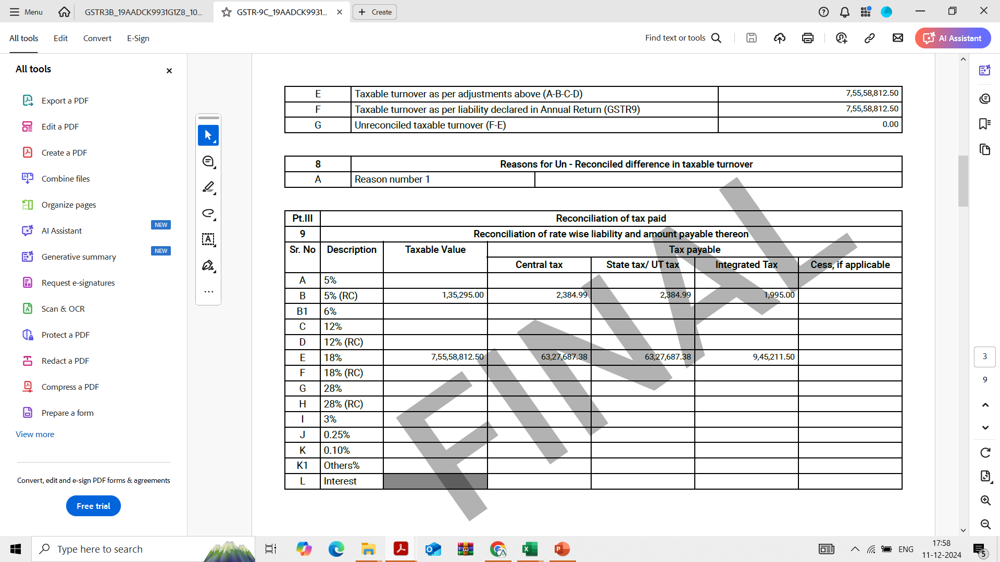 Menu
GSTR3B_19AADCK9931G1Z8_10...
GSTR-9C_19AADCK9931...
Create
All tools
Edit
Convert
E-Sign
Find text or tools
AI Assistant
All tools
Export a PDF
Edit a PDF
Create a PDF
Combine files
Organize pages
AI Assistant NEW
Generative summary NEW
Request e-signatures
Scan & OCR
Protect a PDF
Redact a PDF
Compress a PDF
Prepare a form
View more
Convert, edit and e-sign PDF forms & agreements
Free trial
E Taxable turnover as per adjustments above (A-B-C-D) 7,55,58,812.50
F Taxable turnover as per liability declared in Annual Return (GSTR9) 7,55,58,812.50
G Unreconciled taxable turnover (F-E) 0.00
8 Reasons for Un - Reconciled difference in taxable turnover
A Reason number 1
Pt.III Reconciliation of tax paid
9 Reconciliation of rate wise liability and amount payable thereon
Sr. No Description Taxable Value Tax payable
Central tax State tax/ UT tax Integrated Tax Cess, if applicable
A 5%
B 5% (RC) 1,35,295.00 2,384.99 2,384.99 1,995.00
B1 6%
C 12%
D 12% (RC)
E 18% 7,55,58,812.50 63,27,687.38 63,27,687.38 9,45,211.50
F 18% (RC)
G 28%
H 28% (RC)
I 3%
J 0.25%
K 0.10%
K1 Others%
L Interest
FINAL
3
9
Type here to search
ENG
17:58
11-12-2024
5